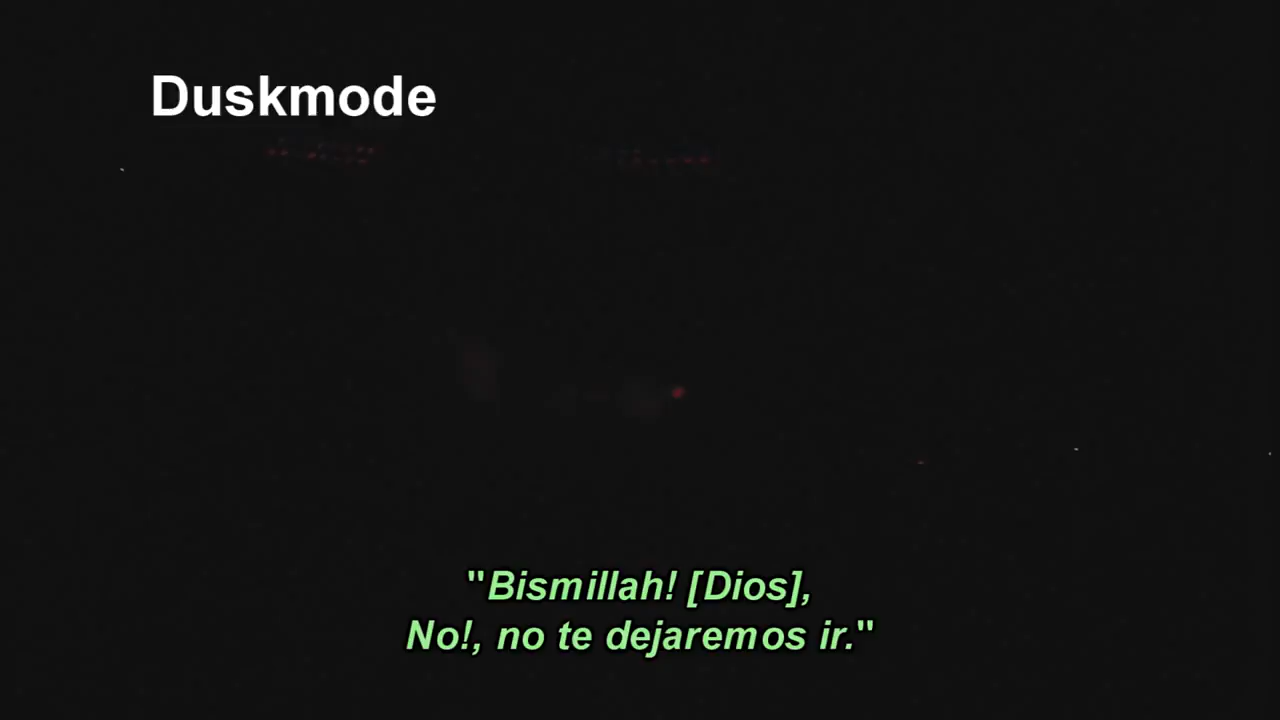 Duskmode
"Bismillah! [Dios],
No!, no te dejaremos ir."